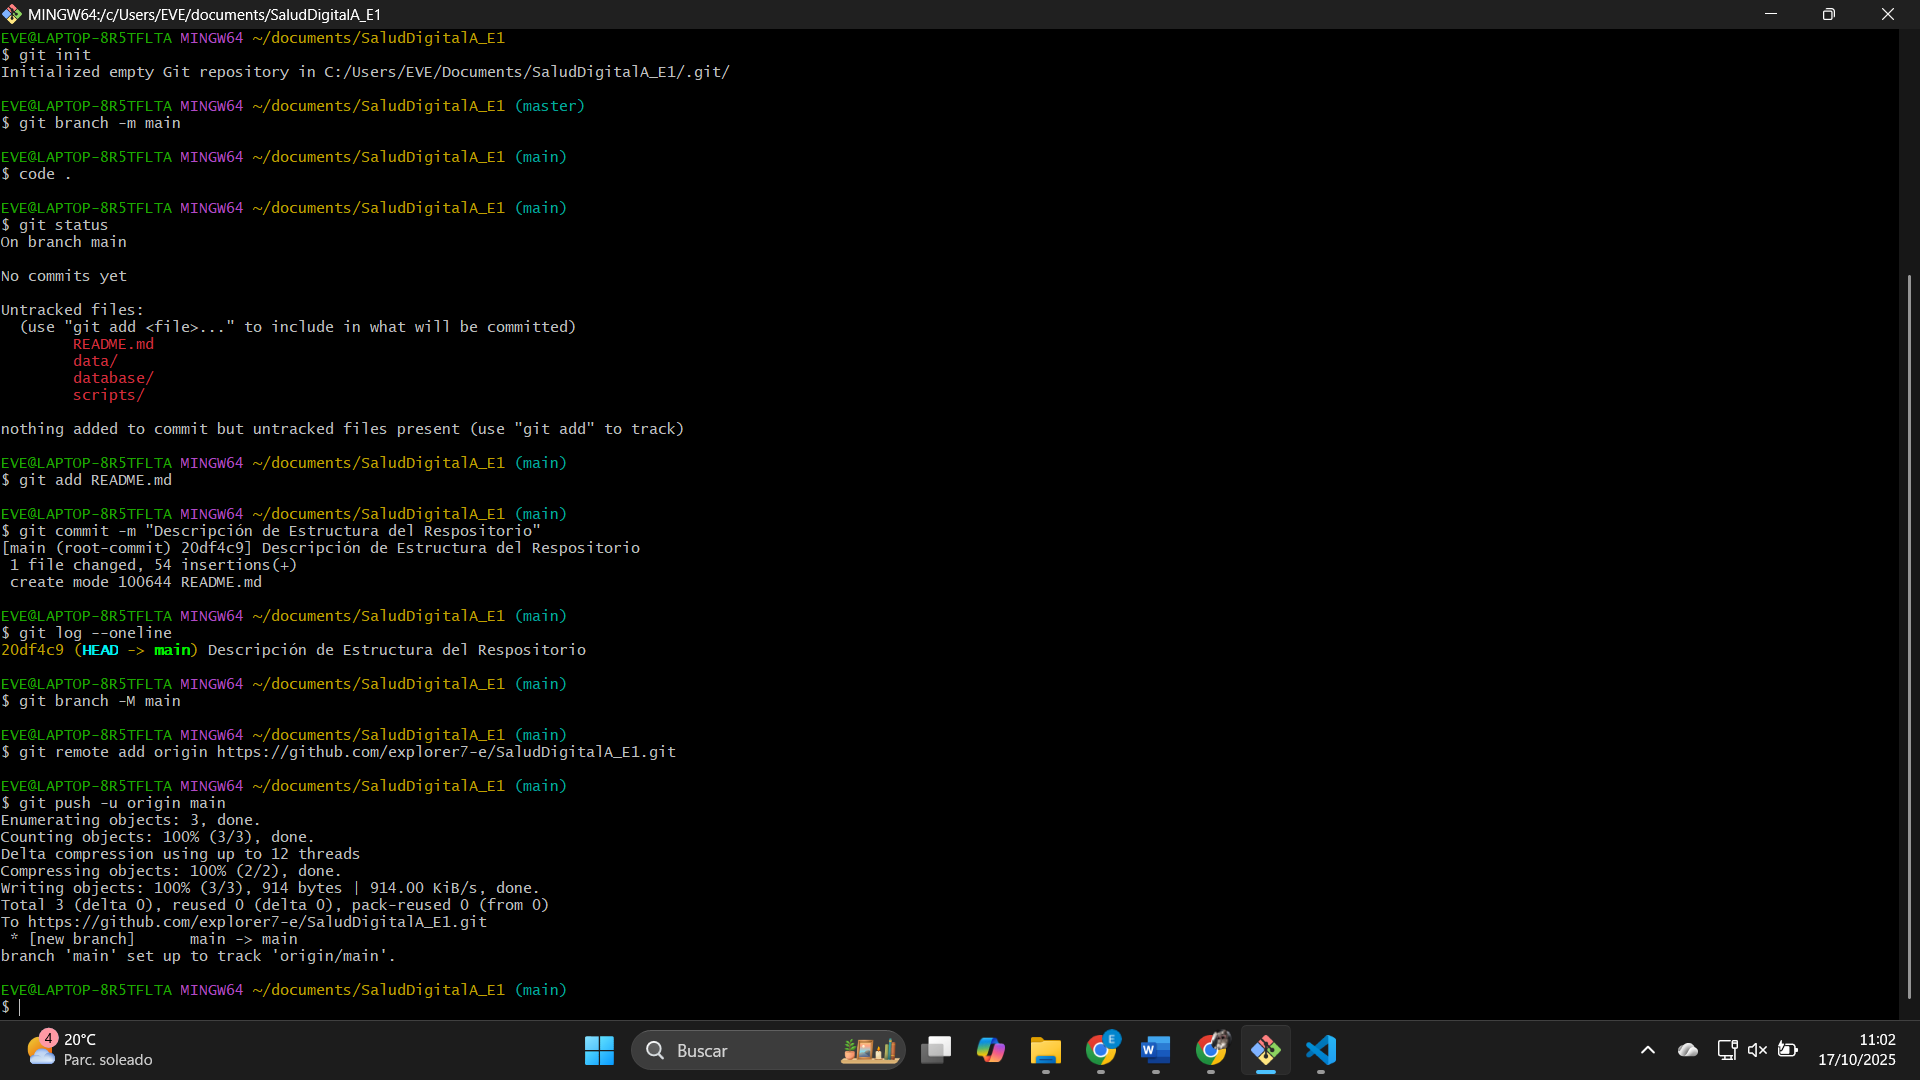 MINGW64:/c/Users/EVE/documents/SaludDigitalA_E1
EVE@LAPTOP-8R5TFLTA MINGW64 ~/documents/SaludDigitalA_E1
$ git init
Initialized empty Git repository in C:/Users/EVE/Documents/SaludDigitalA_E1/.git/
EVE@LAPTOP-8R5TFLTA MINGW64 ~/documents/SaludDigitalA_E1 (master)
$ git branch -m main
EVE@LAPTOP-8R5TFLTA MINGW64 ~/documents/SaludDigitalA_E1 (main)
$ code .
EVE@LAPTOP-8R5TFLTA MINGW64 ~/documents/SaludDigitalA_E1 (main)
$ git status
On branch main
No commits yet
Untracked files:
(use "git add <file>..." to include in what will be committed)
README.md
data/
database/
scripts/
nothing added to commit but untracked files present (use "git add" to track)
EVE@LAPTOP-8R5TFLTA MINGW64 ~/documents/SaludDigitalA_E1 (main)
$ git add README.md
EVE@LAPTOP-8R5TFLTA MINGW64 ~/documents/SaludDigitalA_E1 (main)
$ git commit -m "Descripción de Estructura del Respositorio"
[main (root-commit) 20df4c9] Descripción de Estructura del Respositorio
1 file changed, 54 insertions(+)
create mode 100644 README.md
EVE@LAPTOP-8R5TFLTA MINGW64 ~/documents/SaludDigitalA_E1 (main)
$ git log --oneline
20df4c9 (HEAD -> main) Descripción de Estructura del Respositorio
EVE@LAPTOP-8R5TFLTA MINGW64 ~/documents/SaludDigitalA_E1 (main)
$ git branch -M main
EVE@LAPTOP-8R5TFLTA MINGW64 ~/documents/SaludDigitalA_E1 (main)
$ git remote add origin https://github.com/explorer7-e/SaludDigitalA_E1.git
EVE@LAPTOP-8R5TFLTA MINGW64 ~/documents/SaludDigitalA_E1 (main)
$ git push -u origin main
Enumerating objects: 3, done.
Counting objects: 100% (3/3), done.
Delta compression using up to 12 threads
Compressing objects: 100% (2/2), done.
Writing objects: 100% (3/3), 914 bytes | 914.00 KiB/s, done.
Total 3 (delta 0), reused 0 (delta 0), pack-reused 0 (from 0)
To https://github.com/explorer7-e/SaludDigitalA_E1.git
* [new branch] main -> main
branch 'main' set up to track 'origin/main'.
EVE@LAPTOP-8R5TFLTA MINGW64 ~/documents/SaludDigitalA_E1 (main)
$
4
20°C
Parc. soleado
Buscar
E
W
11:02
17/10/2025